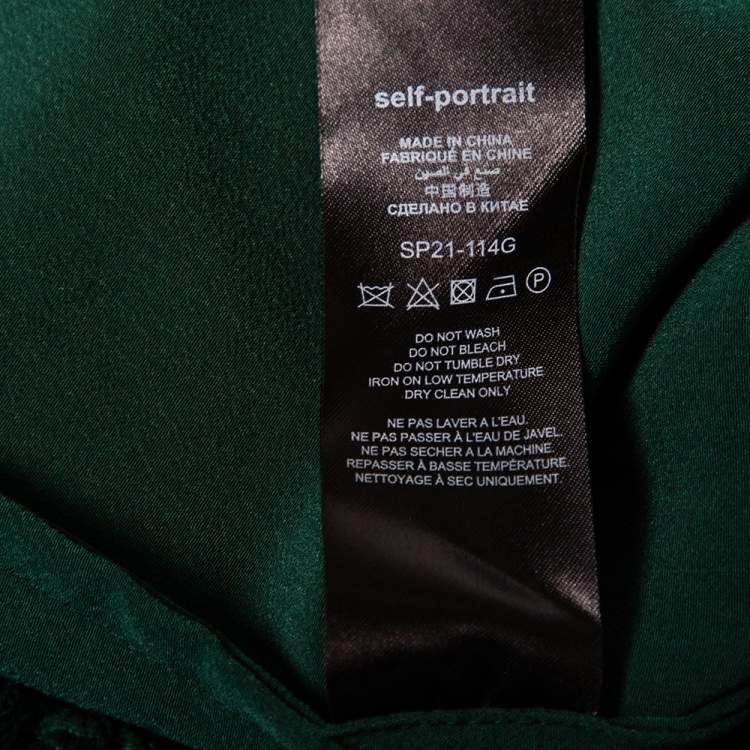 self-portrait
MADE IN CHINA
FABRIQUÉ EN CHINE
صنع في الصين
中国制造
СДЕЛАНО В КИТАЕ
SP21-114G
P
DO NOT WASH
DO NOT BLEACH
DO NOT TUMBLE DRY
IRON ON LOW TEMPERATURE
DRY CLEAN ONLY
NE PAS LAVER A L'EAU.
NE PAS PASSER À L'EAU DE JAVEL.
NE PAS SECHER A LA MACHINE.
REPASSER À BASSE TEMPÉRATURE.
NETTOYAGE À SEC UNIQUEMENT.